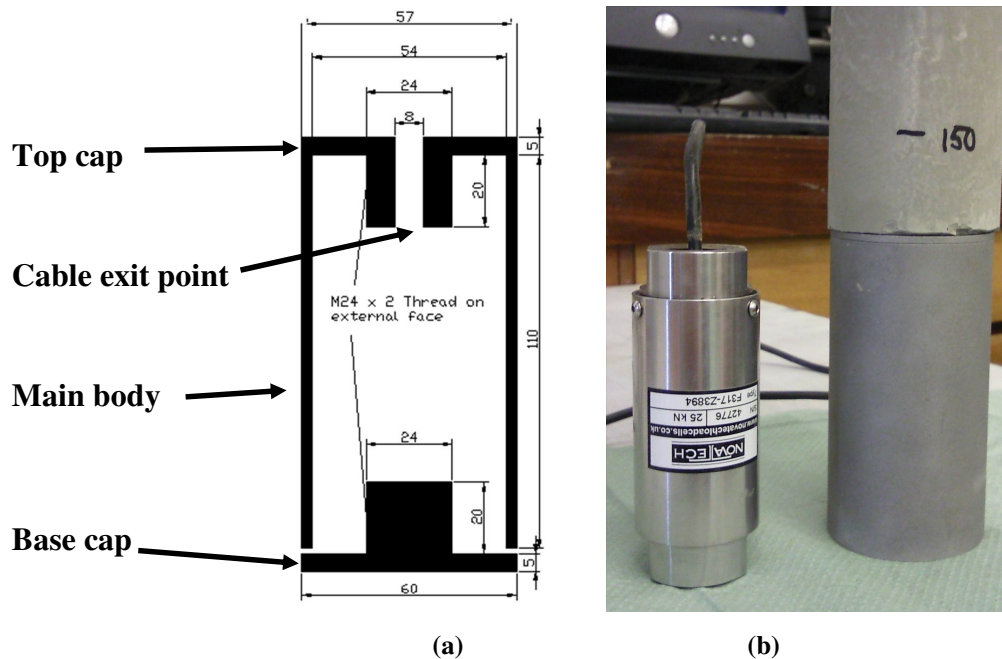 57
54
24
8
Top cap
5
20
Cable exit point
M24 x 2 Thread on
external face
110
Main body
24
20
Base cap
5
60
(a)
- 150
NOVATECH
www.novatechloadcells.co.uk
S/N 42776 25 kN
Type F317-Z3894
(b)